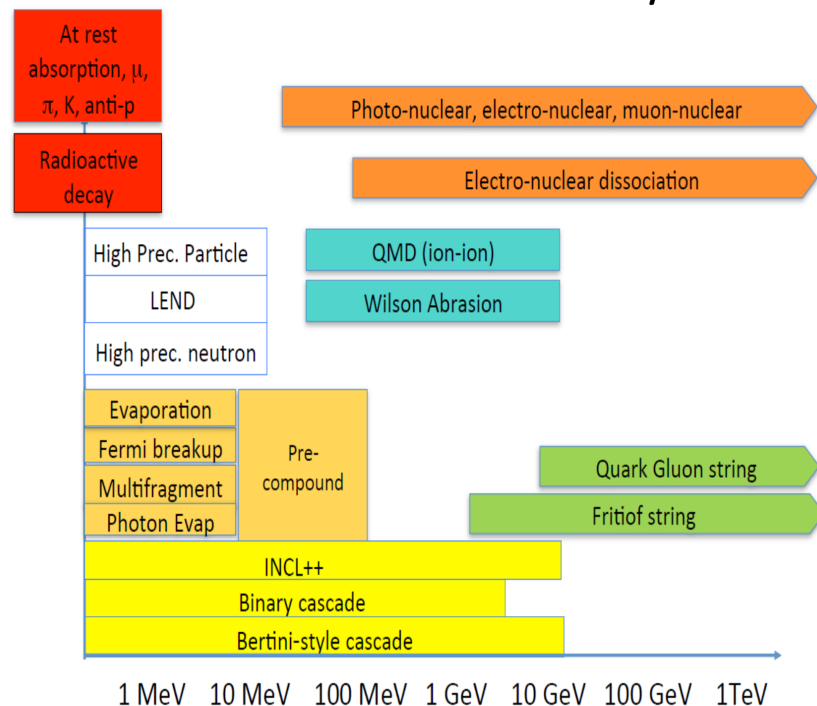 At rest
absorption, μ,
π, K, anti-p
Photo-nuclear, electro-nuclear, muon-nuclear
Radioactive
decay
Electro-nuclear dissociation
High Prec. Particle
QMD (ion-ion)
LEND
Wilson Abrasion
High prec. neutron
Evaporation
Fermi breakup
Multifragment
Photon Evap
Pre-
compound
Quark Gluon string
Fritiof string
INCL++
Binary cascade
Bertini-style cascade
1 MeV 10 MeV 100 MeV 1 GeV 10 GeV 100 GeV 1TeV